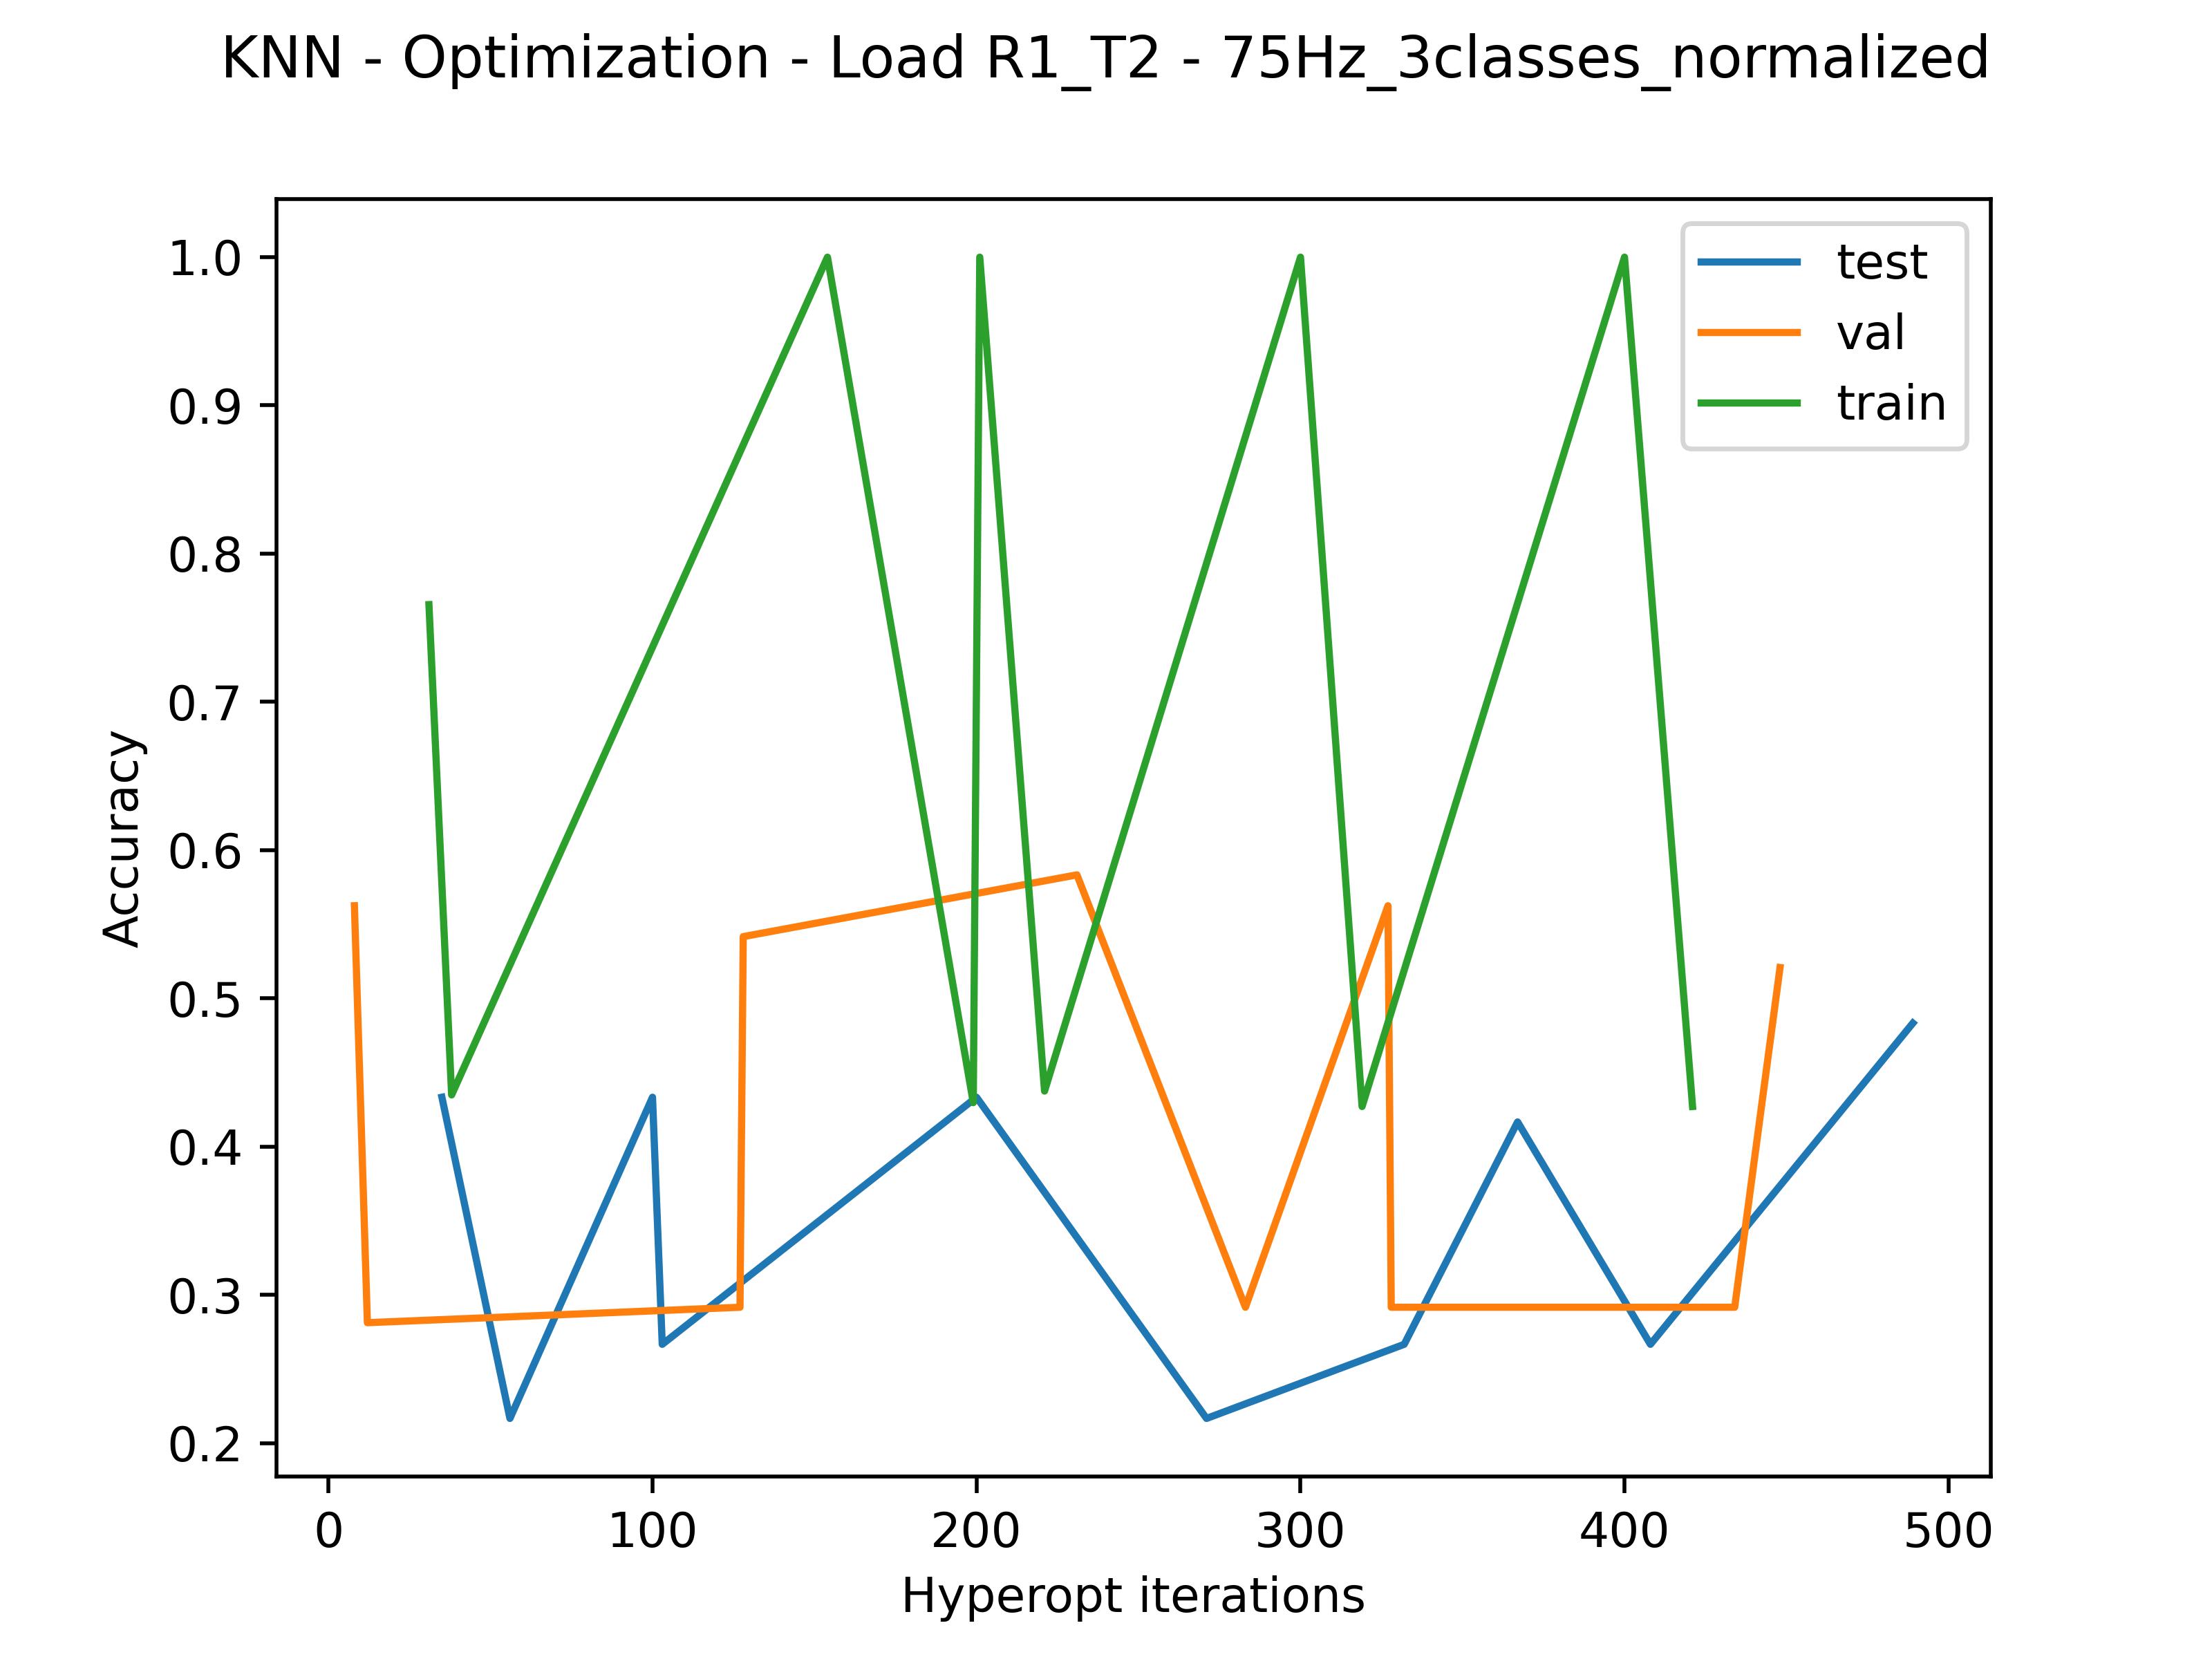 KNN - Optimization - Load R1_T2 - 75Hz_3classes_normalized
test
val
train
1.0
0.9
0.8
0.7
0.6
0.5
0.4
0.3
0.2
Accuracy
0 100 200 300 400 500
Hyperopt iterations